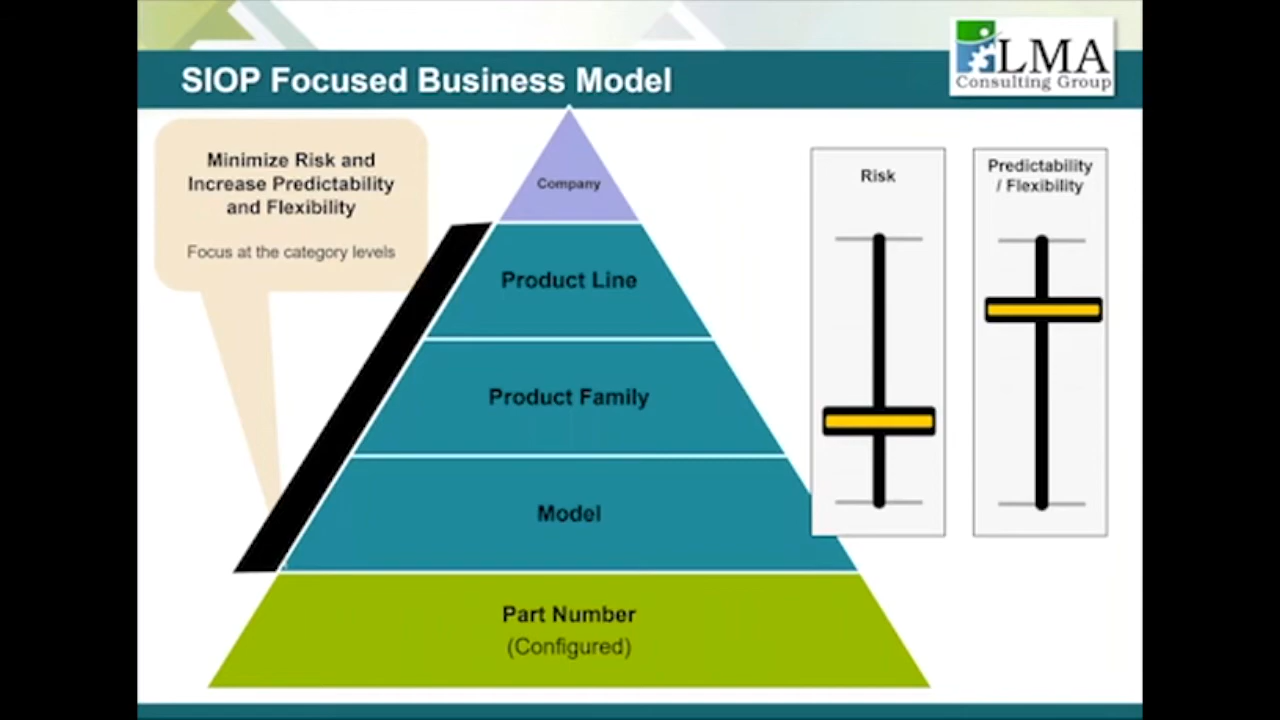 SIOP Focused Business Model
LMA
Consulting Group
Minimize Risk and
Increase Predictability
and Flexibility
Focus at the category levels
Company
Product Line
Product Family
Model
Part Number
(Configured)
Risk
Predictability
/ Flexibility